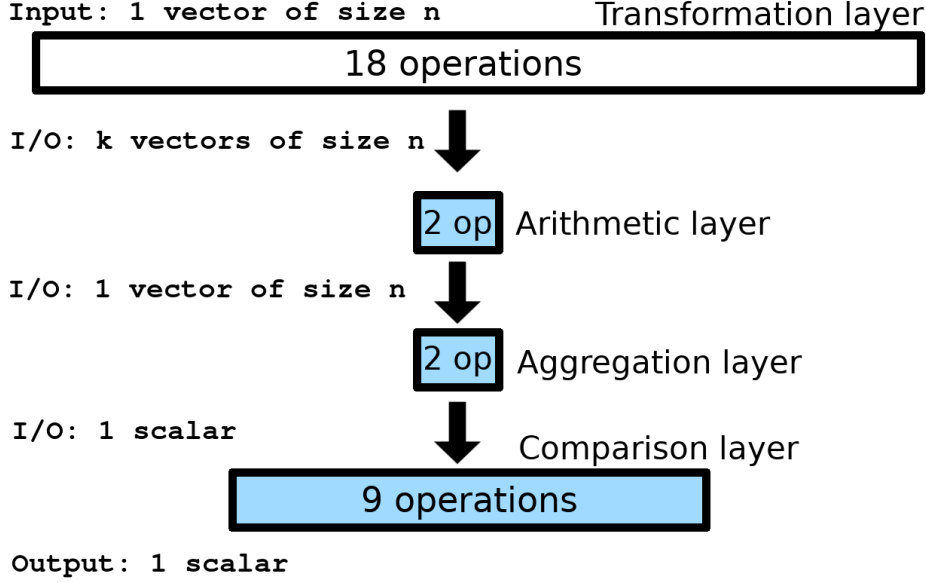 Input: 1 vector of size n
Transformation layer
18 operations
I/O: k vectors of size n
2 op
Arithmetic layer
I/O: 1 vector of size n
2 op
Aggregation layer
I/O: 1 scalar
Comparison layer
9 operations
Output: 1 scalar